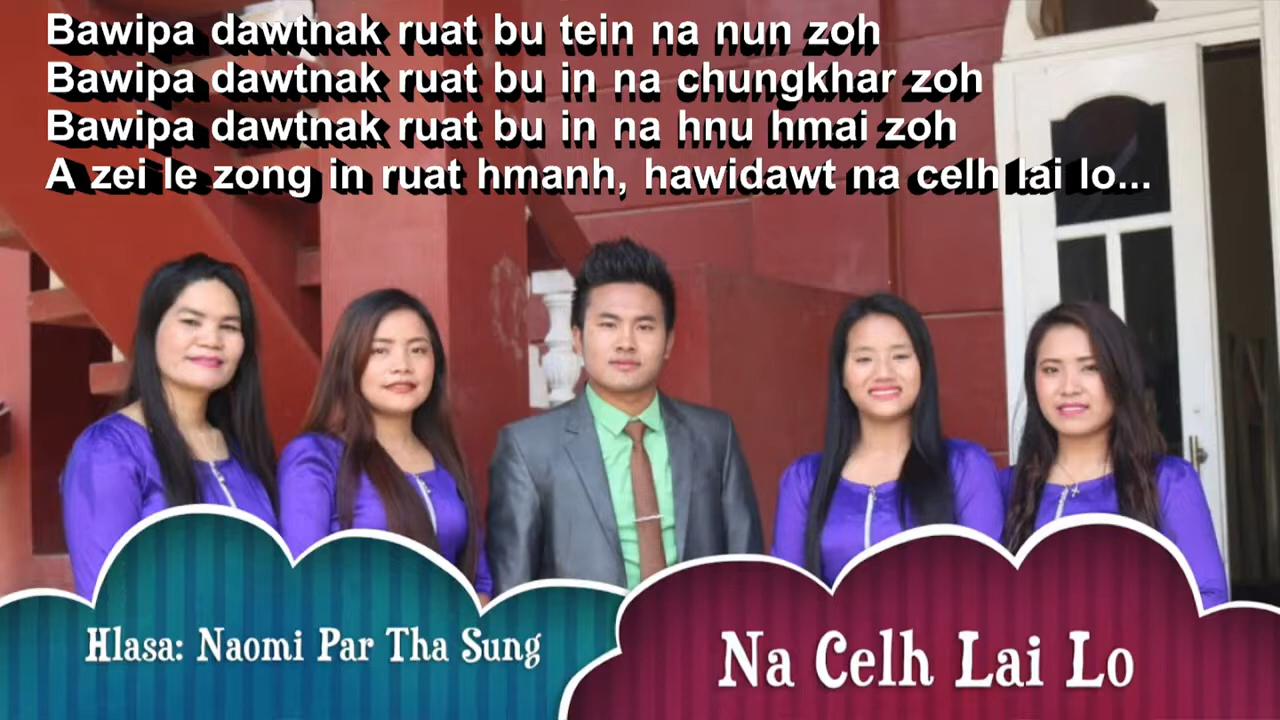 Bawipa dawtnak ruat bu tein na nun zoh
Bawipa dawtnak ruat bu in na chungkhar zoh
Bawipa dawtnak ruat bu in na hnu hmai zoh
A zei le zong in ruat hmanh, hawidawt na celh lai lo...
Hlasa: Naomi Par Tha Sung
Na Celh Lai Lo